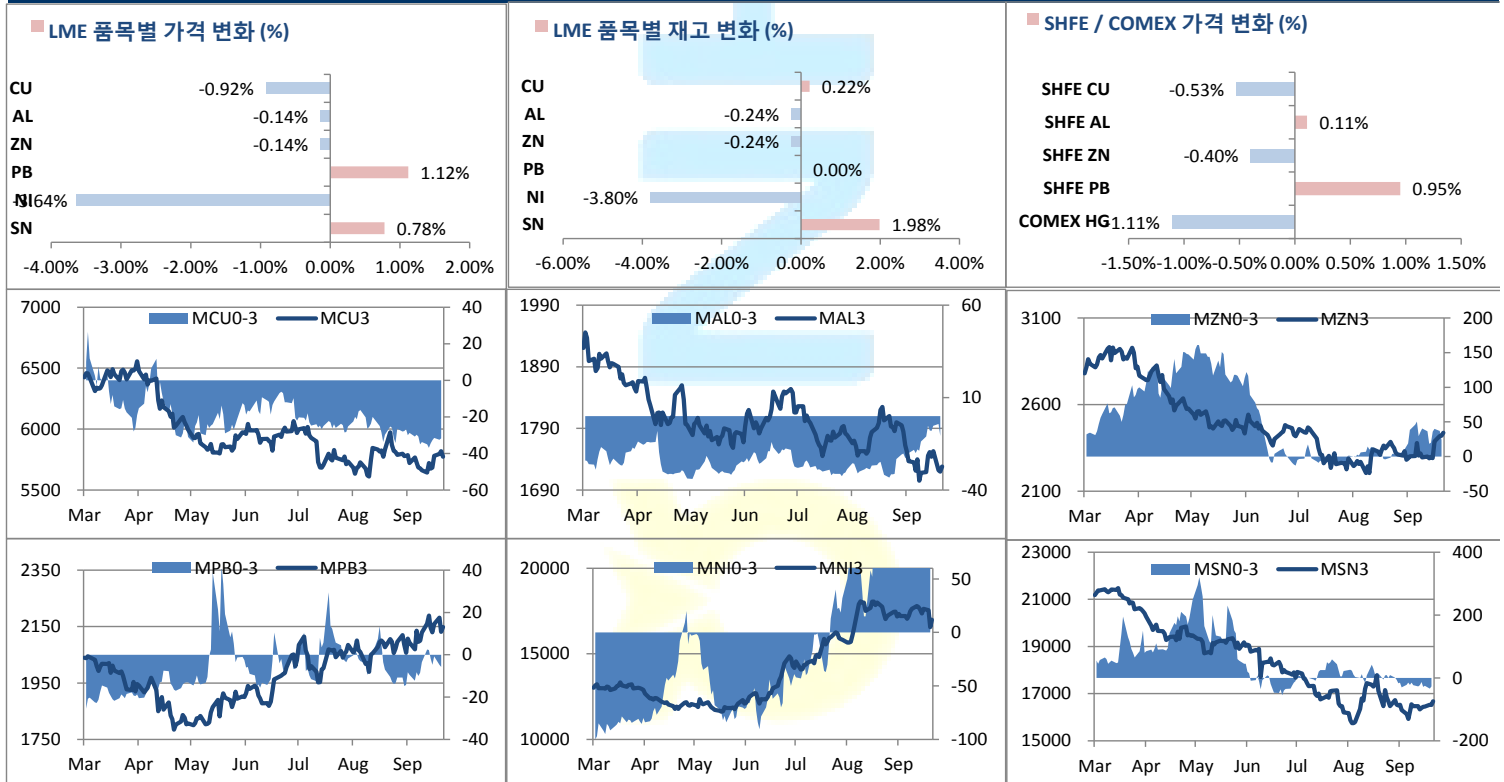 LME 품목별 가격 변화 (%)
CU -0.92%
AL -0.14%
ZN -0.14%
PB 1.12%
NI -3.64%
SN 0.78%
-4.00% -3.00% -2.00% -1.00% 0.00% 1.00% 2.00%
LME 품목별 재고 변화 (%)
CU 0.22%
AL -0.24%
ZN -0.24%
PB 0.00%
NI -3.80%
SN 1.98%
-6.00% -4.00% -2.00% 0.00% 2.00% 4.00%
SHFE / COMEX 가격 변화 (%)
SHFE CU -0.53%
SHFE AL 0.11%
SHFE ZN -0.40%
SHFE PB 0.95%
COMEX HG -1.11%
-1.50% -1.00% -0.50% 0.00% 0.50% 1.00% 1.50%
MCU0-3 MCU3
7000 40
20
6500 0
6000 -20
-40
5500 -60
Mar Apr May Jun Jul Aug Sep
MAL0-3 MAL3
1990 60
1890
10
1790
1690 -40
Mar Apr May Jun Jul Aug Sep
MZN0-3 MZN3
3100 200
150
2600 100
50
0
2100 -50
Mar Apr May Jun Jul Aug Sep
MPB0-3 MPB3
2350 40
2150 20
0
1950 -20
1750 -40
Mar Apr May Jun Jul Aug Sep
MNI0-3 MNI3
20000
50
0
15000
-50
10000 -100
Mar Apr May Jun Jul Aug Sep
MSN0-3 MSN3
23000 400
21000
200
19000
17000 0
15000 -200
Mar Apr May Jun Jul Aug Sep